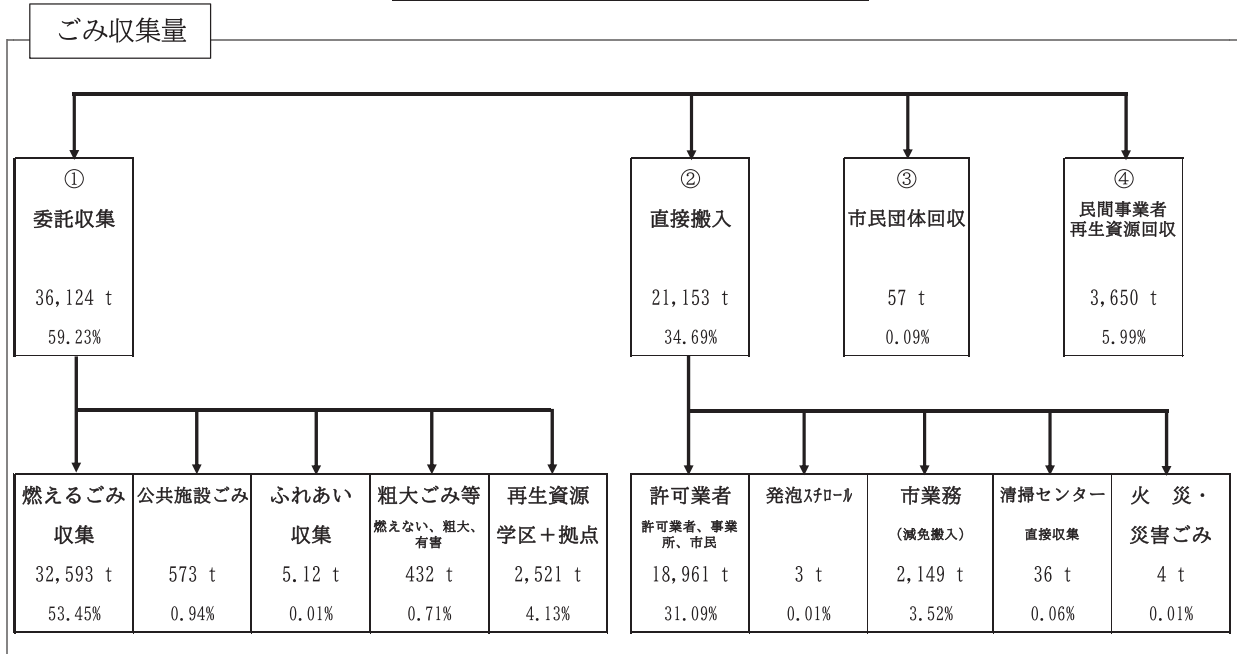 ごみ収集量
①
委託収集
36,124 t
59.23%
②
直接搬入
21,153 t
34.69%
③
市民団体回収
57 t
0.09%
④
民間事業者
再生資源回収
3,650 t
5.99%
燃えるごみ
収集
32,593 t
53.45%
公共施設ごみ
573 t
0.94%
ふれあい
収集
5.12 t
0.01%
粗大ごみ等
燃えない、粗大、
有害
432 t
0.71%
再生資源
学区＋拠点
2,521 t
4.13%
許可業者
許可業者、事業
所、市民
18,961 t
31.09%
発泡ｽﾁﾛｰﾙ
3 t
0.01%
市業務
（減免搬入）
2,149 t
3.52%
清掃センター
直接収集
36 t
0.06%
火　災・
災害ごみ
4 t
0.01%